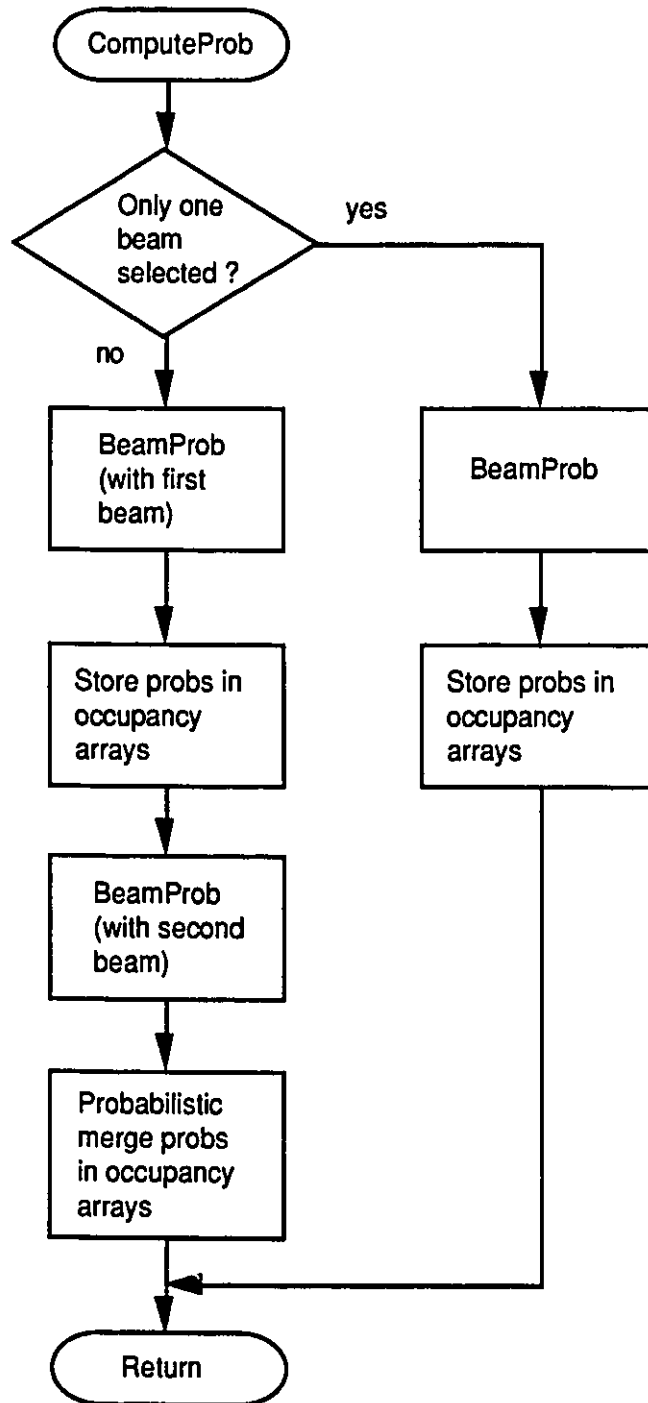 ComputeProb
Only one
beam
selected ?
yes
no
BeamProb
(with first
beam)
BeamProb
Store probs in
occupancy
arrays
Store probs in
occupancy
arrays
BeamProb
(with second
beam)
Probabilistic
merge probs
in occupancy
arrays
Return